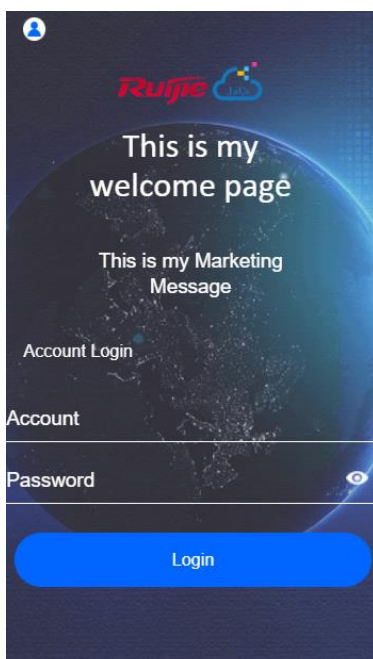 Ruijie
This is my
welcome page
This is my Marketing
Message
Account Login
Account
Password
Login